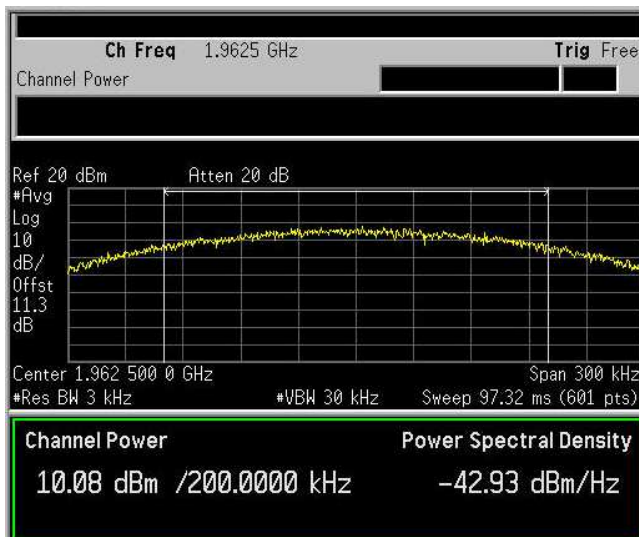 Ch Freq 1.9625 GHz Trig Free
Channel Power
Ref 20 dBm Atten 20 dB
#Avg
Log
10
dB/
Offst
11.3
dB
Center 1.962 500 0 GHz Span 300 kHz
#Res BW 3 kHz #VBW 30 kHz Sweep 97.32 ms (601 pts)
Channel Power Power Spectral Density
10.08 dBm /200.0000 kHz -42.93 dBm/Hz